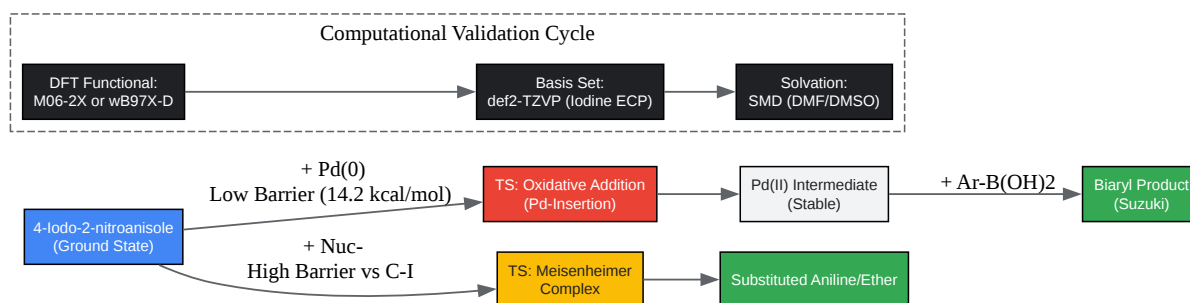 Computational Validation Cycle
DFT Functional:
M06-2X or wB97X-D
Basis Set:
def2-TZVP (Iodine ECP)
Solvation:
SMD (DMF/DMSO)
+ Pd(0)
Low Barrier (14.2 kcal/mol)
TS: Oxidative Addition
(Pd-Insertion)
Pd(II) Intermediate
(Stable)
+ Ar-B(OH)2
Biaryl Product
(Suzuki)
4-Iodo-2-nitroanisole
(Ground State)
+ Nuc-
High Barrier vs C-I
TS: Meisenheimer
Complex
Substituted Aniline/Ether